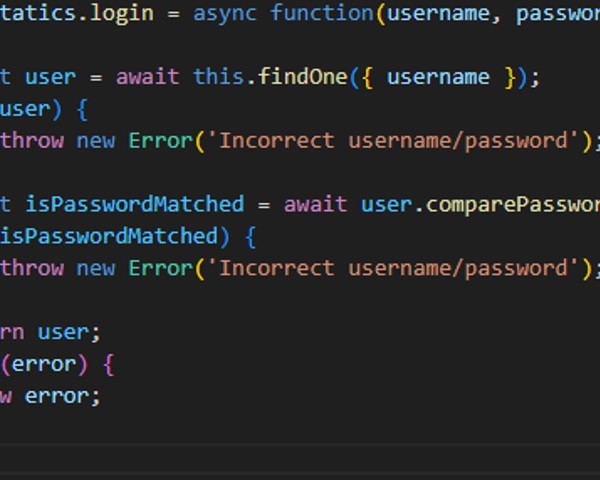 tatics.login = async function(username, passwor
t user = await this.findOne({ username });
user) {
throw new Error('Incorrect username/password');
t isPasswordMatched = await user.comparePasswor
isPasswordMatched) {
throw new Error('Incorrect username/password');
rn user;
(error) {
w error;